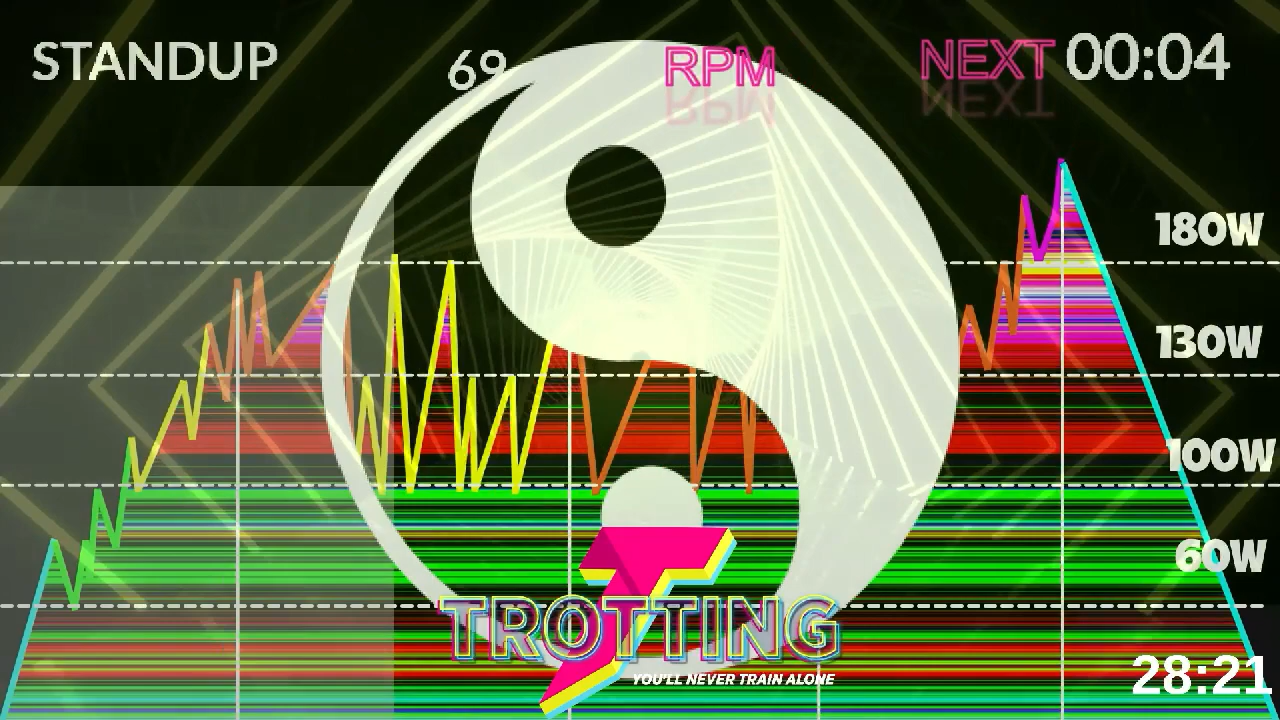 STANDUP 69 RPM NEXT 00:04
180W
130W
100W
60W
TROTTING
YOU'LL NEVER TRAIN ALONE
28:21